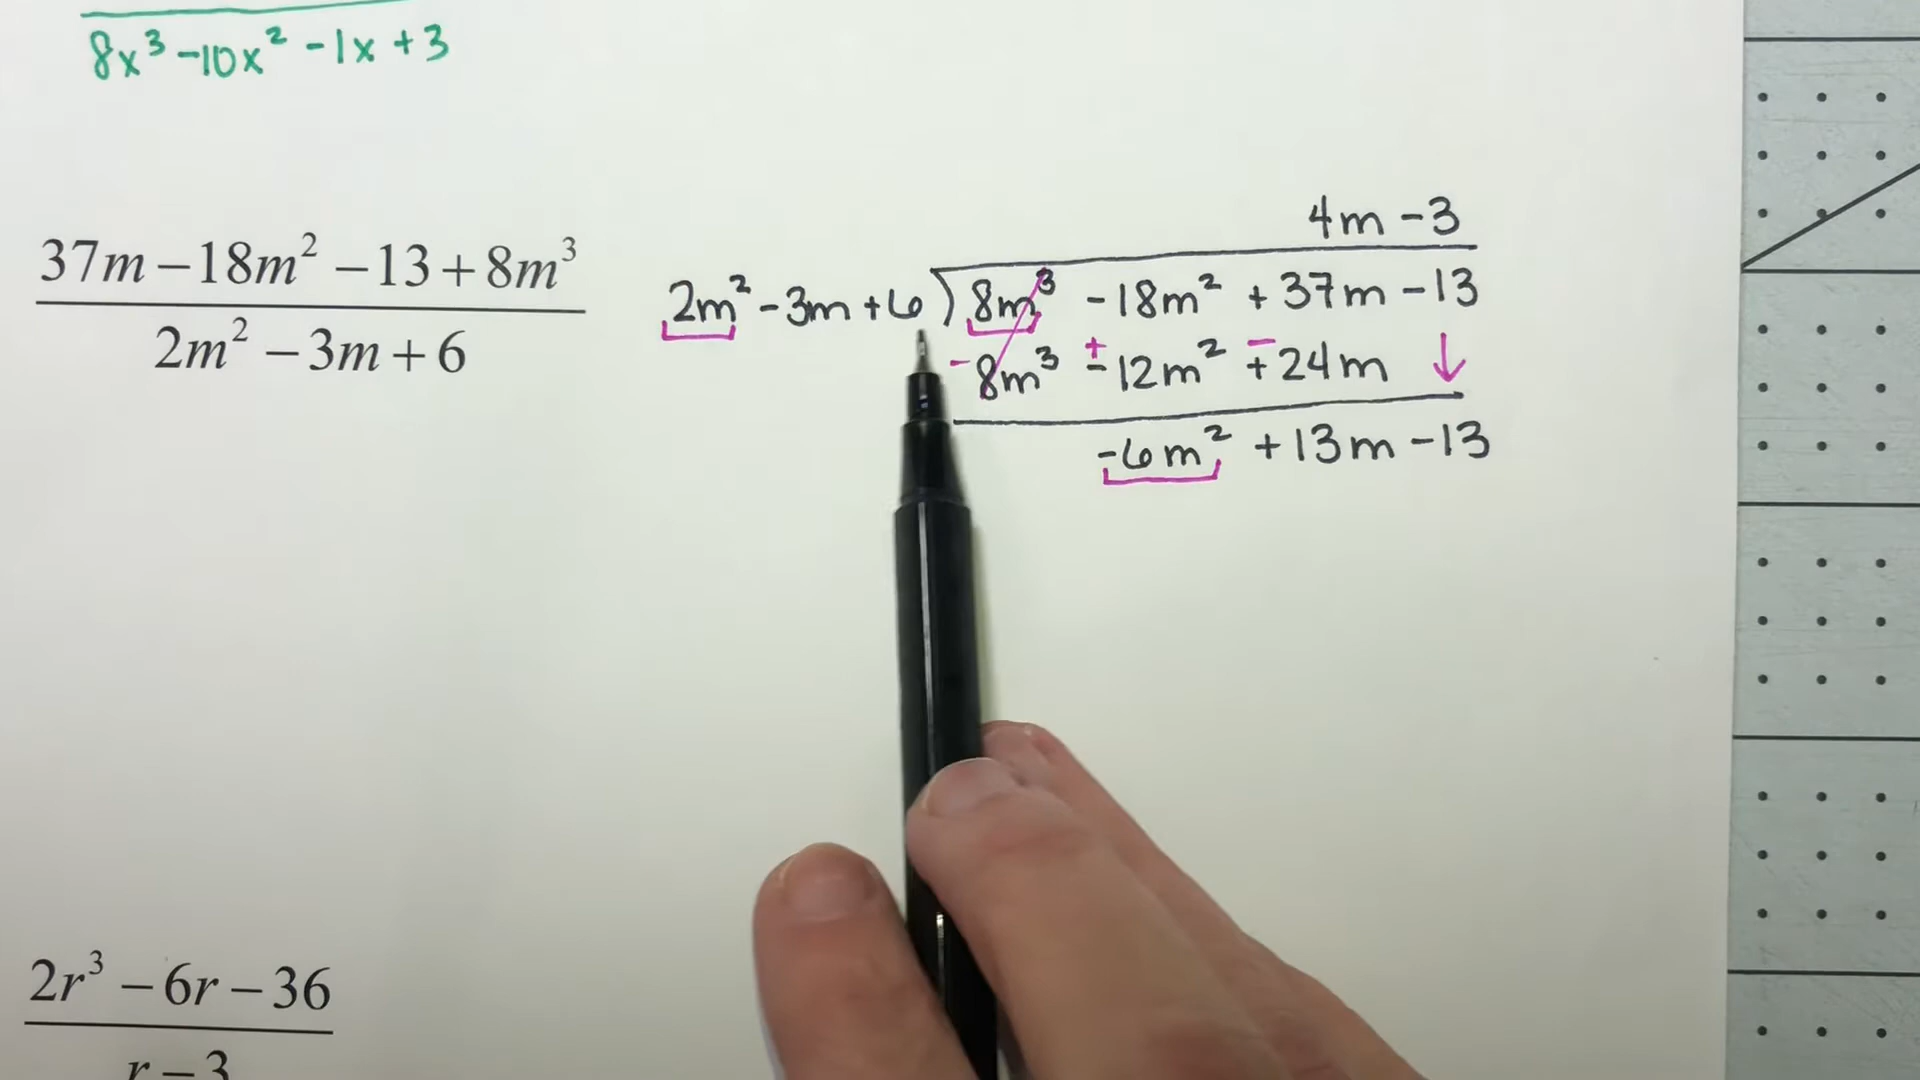 8x³ -10x² -1x +3
37m – 18m² – 13 + 8m³
2m² – 3m + 6
4m -3
2m² -3m +6 ) 8m³ -18m² +37m -13
- 8m³ + -12m² - +24m ↓
-6m² +13m -13
2r³ – 6r – 36
r – 3